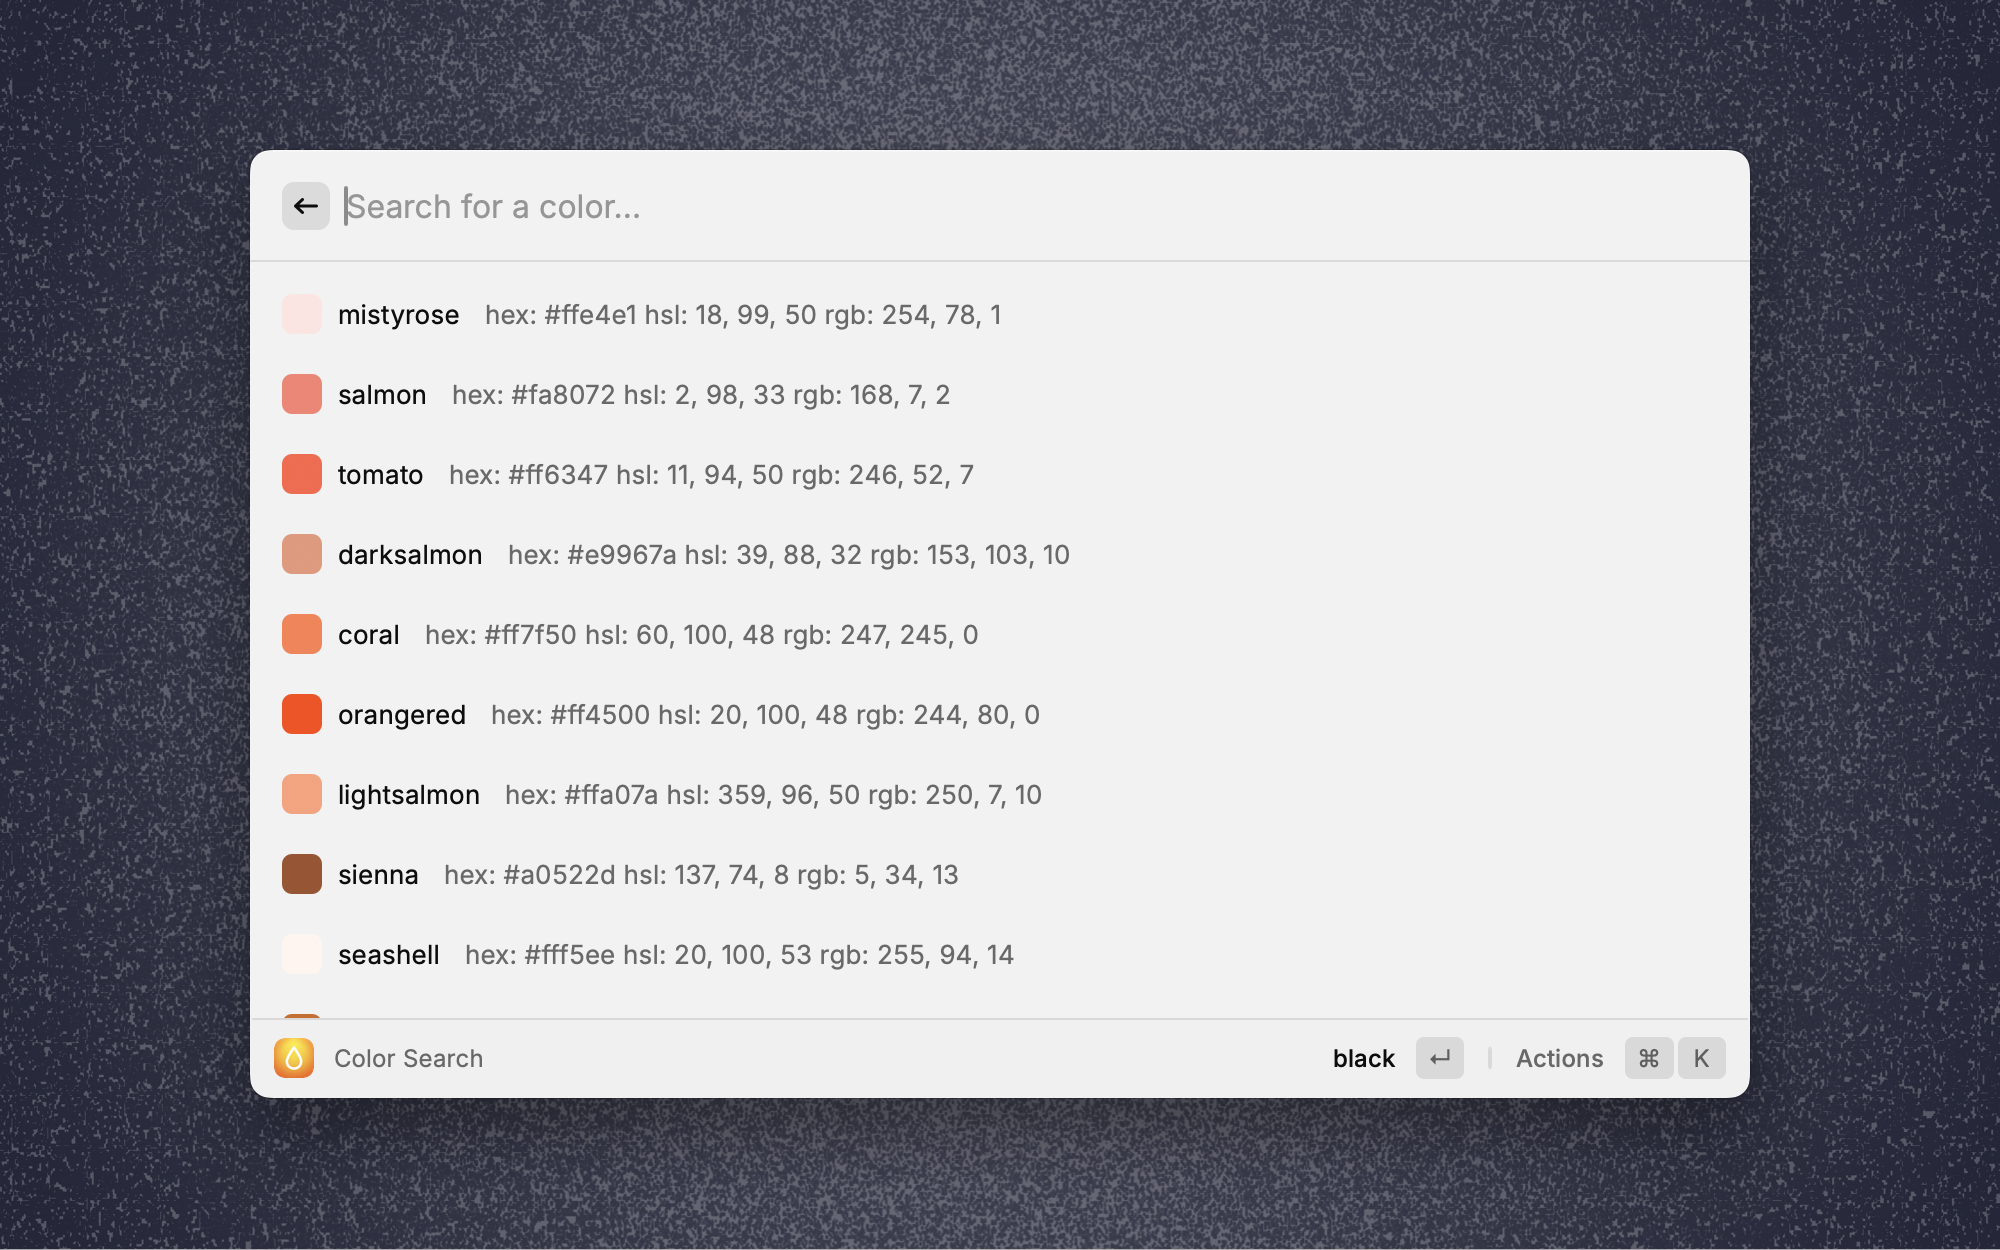 Search for a color...
mistyrose hex: #ffe4e1 hsl: 18, 99, 50 rgb: 254, 78, 1
salmon hex: #fa8072 hsl: 2, 98, 33 rgb: 168, 7, 2
tomato hex: #ff6347 hsl: 11, 94, 50 rgb: 246, 52, 7
darksalmon hex: #e9967a hsl: 39, 88, 32 rgb: 153, 103, 10
coral hex: #ff7f50 hsl: 60, 100, 48 rgb: 247, 245, 0
orangered hex: #ff4500 hsl: 20, 100, 48 rgb: 244, 80, 0
lightsalmon hex: #ffa07a hsl: 359, 96, 50 rgb: 250, 7, 10
sienna hex: #a0522d hsl: 137, 74, 8 rgb: 5, 34, 13
seashell hex: #fff5ee hsl: 20, 100, 53 rgb: 255, 94, 14
Color Search black ↵ Actions ⌘ K